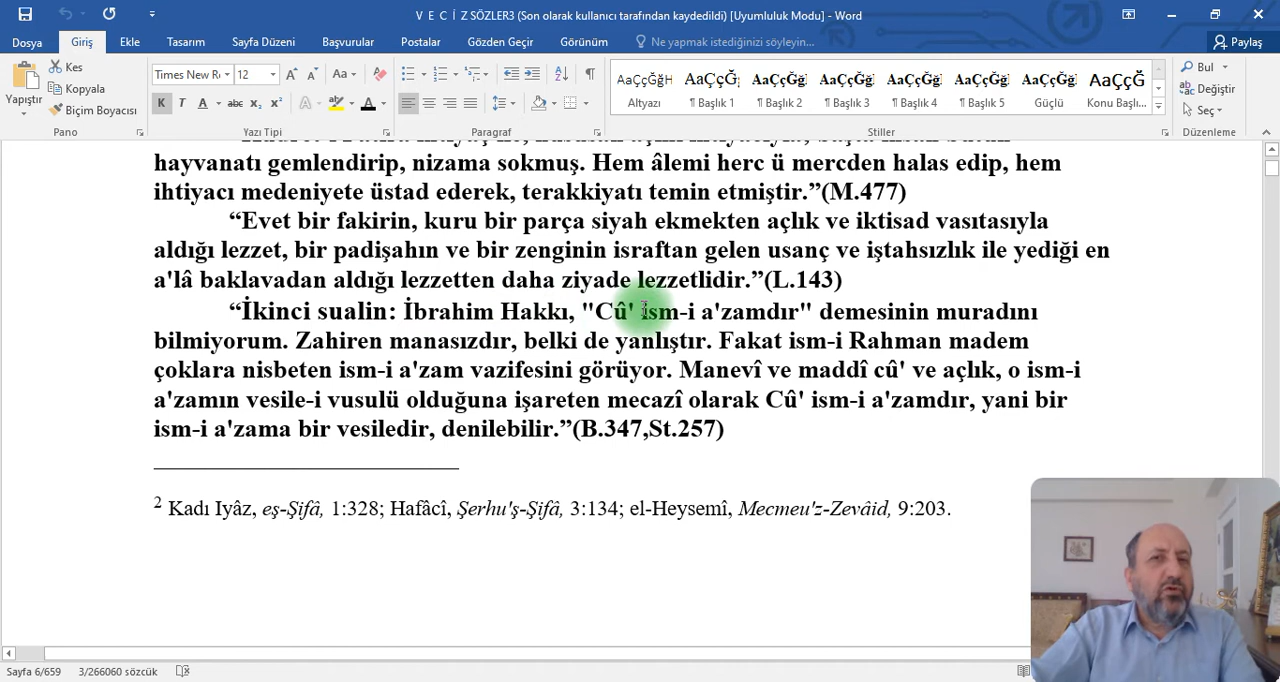 V E C İ Z SÖZLER3 (Son olarak kullanıcı tarafından kaydedildi) [Uyumluluk Modu] - Word
Dosya Giriş Ekle Tasarım Sayfa Düzeni Başvurular Postalar Gözden Geçir Görünüm Ne yapmak istediğinizi söyleyin... Paylaş
Yapıştır
Kes
Kopyala
Biçim Boyacısı
Pano
Times New Ro 12
K T A abc x₂ x² A A Aa
Yazı Tipi
Paragraf
AaÇçĞğH AaÇçĞ; AaÇçĞğ AaÇçĞğ AaÇçĞğ AaÇçĞğ AaÇçĞğ AaÇçĞ
Altyazı ¶ Başlık 1 ¶ Başlık 2 ¶ Başlık 3 ¶ Başlık 4 ¶ Başlık 5 Güçlü Konu Başlı...
Stiller
Bul
Değiştir
Seç
Düzenleme
hayvanatı gemlendirip, nizama sokmuş. Hem âlemi herc ü mercden halas edip, hem
ihtiyacı medeniyete üstad ederek, terakkiyatı temin etmiştir.”(M.477)
“Evet bir fakirin, kuru bir parça siyah ekmekten açlık ve iktisad vasıtasıyla
aldığı lezzet, bir padişahın ve bir zenginin israftan gelen usanç ve iştahsızlık ile yediği en
a'lâ baklavadan aldığı lezzetten daha ziyade lezzetlidir.”(L.143)
“İkinci sualin: İbrahim Hakkı, "Cû' ism-i a'zamdır" demesinin muradını
bilmiyorum. Zahiren manasızdır, belki de yanlıştır. Fakat ism-i Rahman madem
çoklara nisbeten ism-i a'zam vazifesini görüyor. Manevî ve maddî cû' ve açlık, o ism-i
a'zamın vesile-i vusulü olduğuna işareten mecazî olarak Cû' ism-i a'zamdır, yani bir
ism-i a'zama bir vesiledir, denilebilir.”(B.347,St.257)
2 Kadı Iyâz, eş-Şifâ, 1:328; Hafâcî, Şerhu'ş-Şifâ, 3:134; el-Heysemî, Mecmeu'z-Zevâid, 9:203.
Sayfa 6/659 3/266060 sözcük